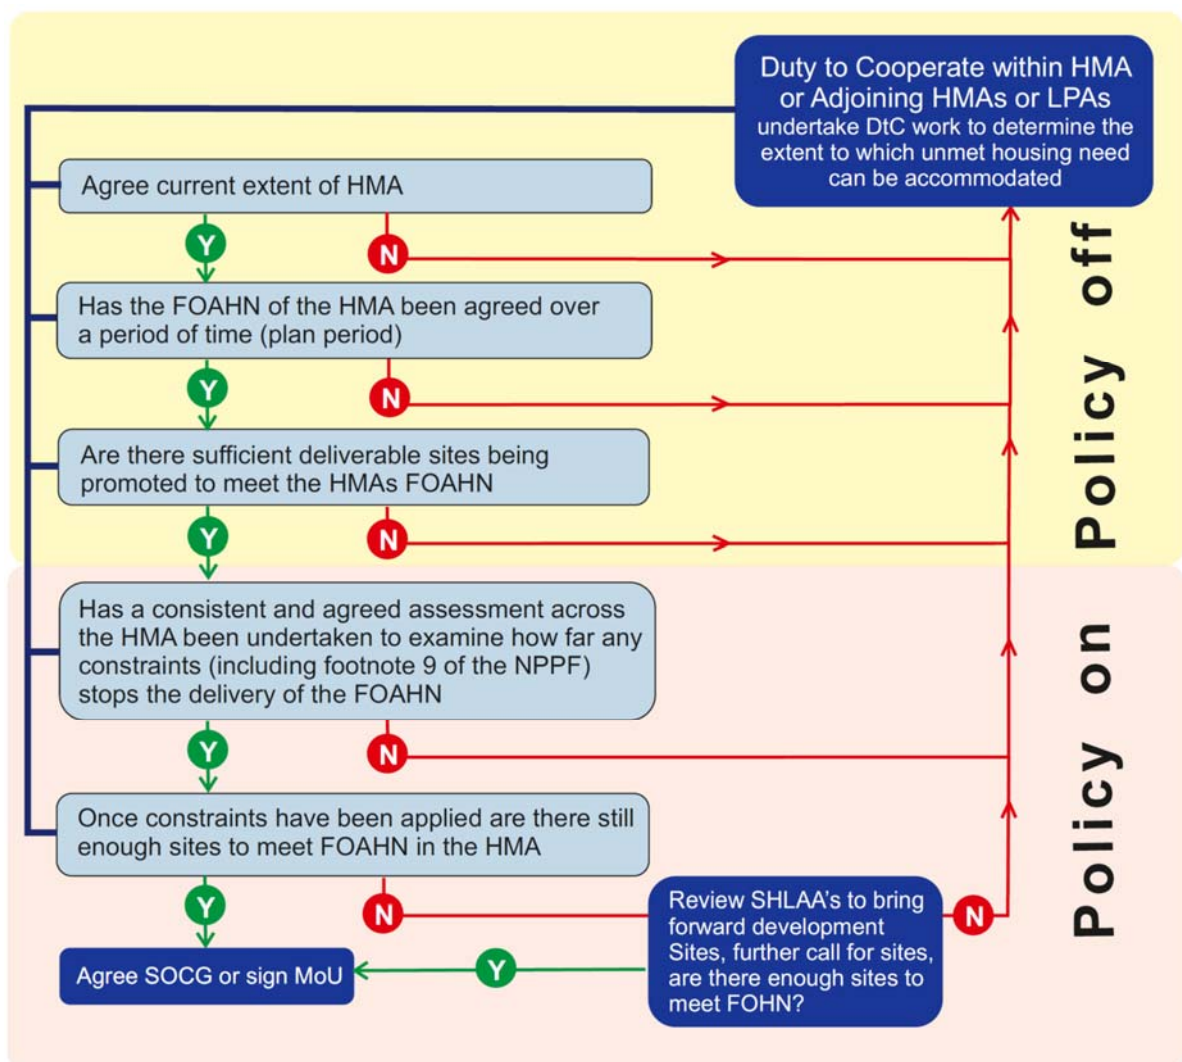 Duty to Cooperate within HMA
or Adjoining HMAs or LPAs
undertake DtC work to determine the
extent to which unmet housing need
can be accommodated
Agree current extent of HMA
Y
N
Has the FOAHN of the HMA been agreed over
a period of time (plan period)
Y
N
Are there sufficient deliverable sites being
promoted to meet the HMAs FOAHN
Y
N
Policy off
Has a consistent and agreed assessment across
the HMA been undertaken to examine how far any
constraints (including footnote 9 of the NPPF)
stops the delivery of the FOAHN
Y
N
Once constraints have been applied are there still
enough sites to meet FOAHN in the HMA
Y
N
Review SHLAA's to bring
forward development
Sites, further call for sites,
are there enough sites to
meet FOHN?
N
Y
Agree SOCG or sign MoU
Policy on